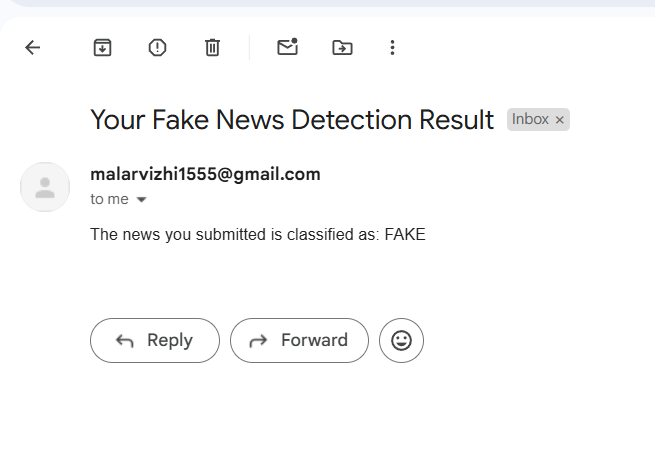 Your Fake News Detection Result Inbox ×
malarvizhi1555@gmail.com
to me
The news you submitted is classified as: FAKE
Reply Forward